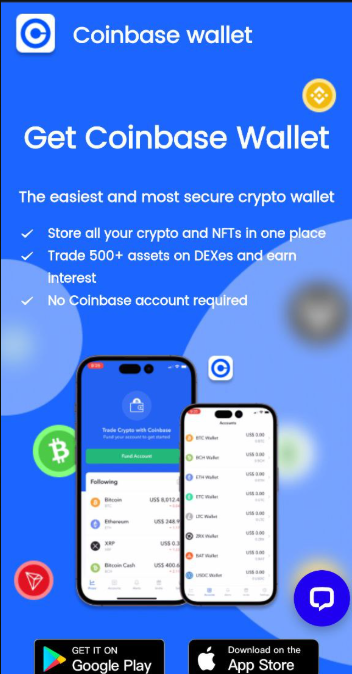 Coinbase wallet
Get Coinbase Wallet
The easiest and most secure crypto wallet
Store all your crypto and NFTs in one place
Trade 500+ assets on DEXes and earn
interest
No Coinbase account required
Trade Crypto with Coinbase
Fund your account to get started
Fund Account
Following
Bitcoin
US$ 8,012.4
Ethereum
US$ 248.9
XRP
US$ 0.3
Bitcoin Cash
US$ 400.6
Accounts
BTC Wallet
US$ 0.00
BCH Wallet
US$ 0.00
ETH Wallet
US$ 0.00
ETC Wallet
US$ 0.00
LTC Wallet
US$ 0.00
ZRX Wallet
US$ 0.00
BAT Wallet
US$ 0.00
USDC Wallet
US$ 0.00
GET IT ON
Google Play
Download on the
App Store